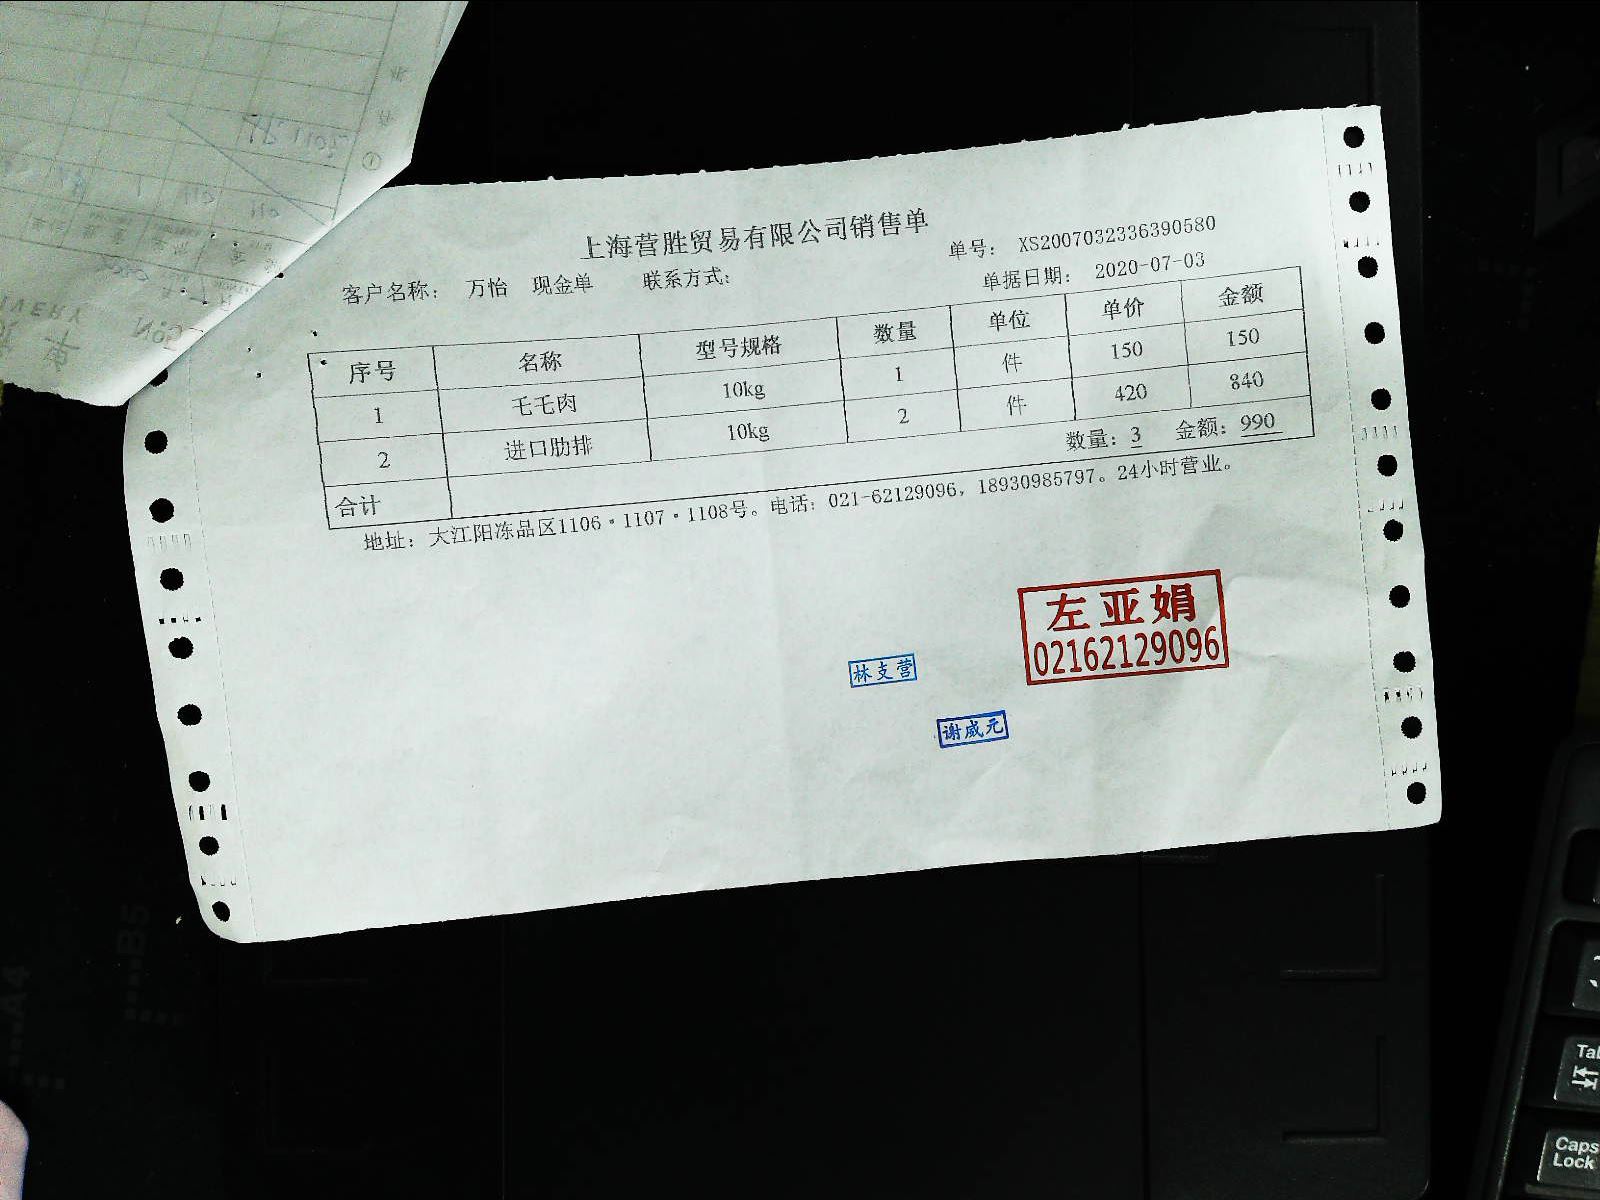 上海营胜贸易有限公司销售单
单号: XS2007032336390580
客户名称: 万怡 现金单 联系方式:
单据日期: 2020-07-03
序号 名称 型号规格 数量 单位 单价 金额
1 毛毛肉 10kg 1 件 150 150
2 进口肋排 10kg 2 件 420 840
合计 数量: 3 金额: 990
地址: 大江阳冻品区1106·1107·1108号。电话: 021-62129096, 18930985797。24小时营业。
左亚娟
02162129096
林支营
谢威元
B5
A4
Caps
Lock